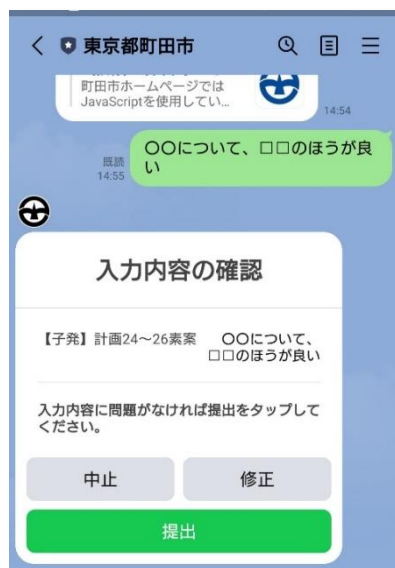 東京都町田市
町田市ホームページでは
JavaScriptを使用してい...
14:54
〇〇について、□□のほうが良
い
既読
14:55
入力内容の確認
【子発】計画24～26素案 〇〇について、
□□のほうが良い
入力内容に問題がなければ提出をタップして
ください。
中止 修正
提出